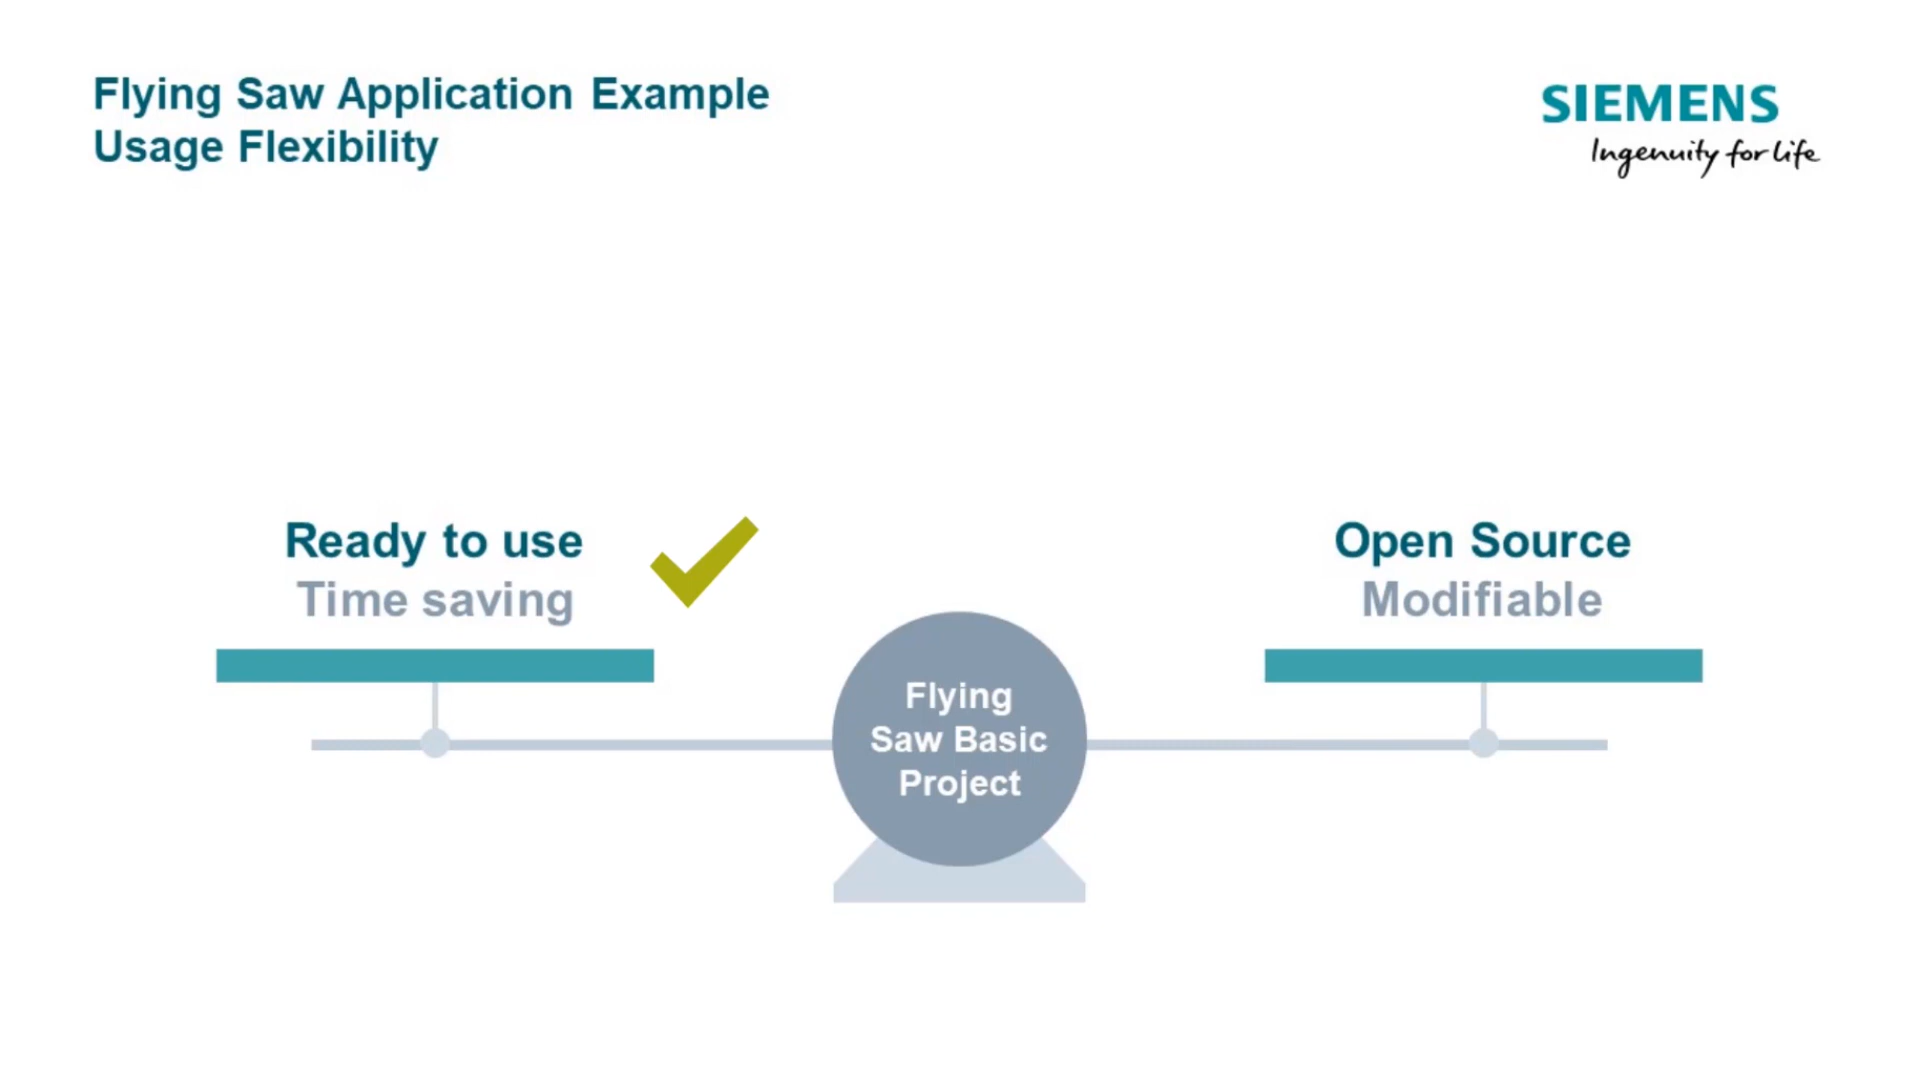 Flying Saw Application Example
Usage Flexibility
SIEMENS
Ingenuity for life
Ready to use
Time saving
Open Source
Modifiable
Flying
Saw Basic
Project